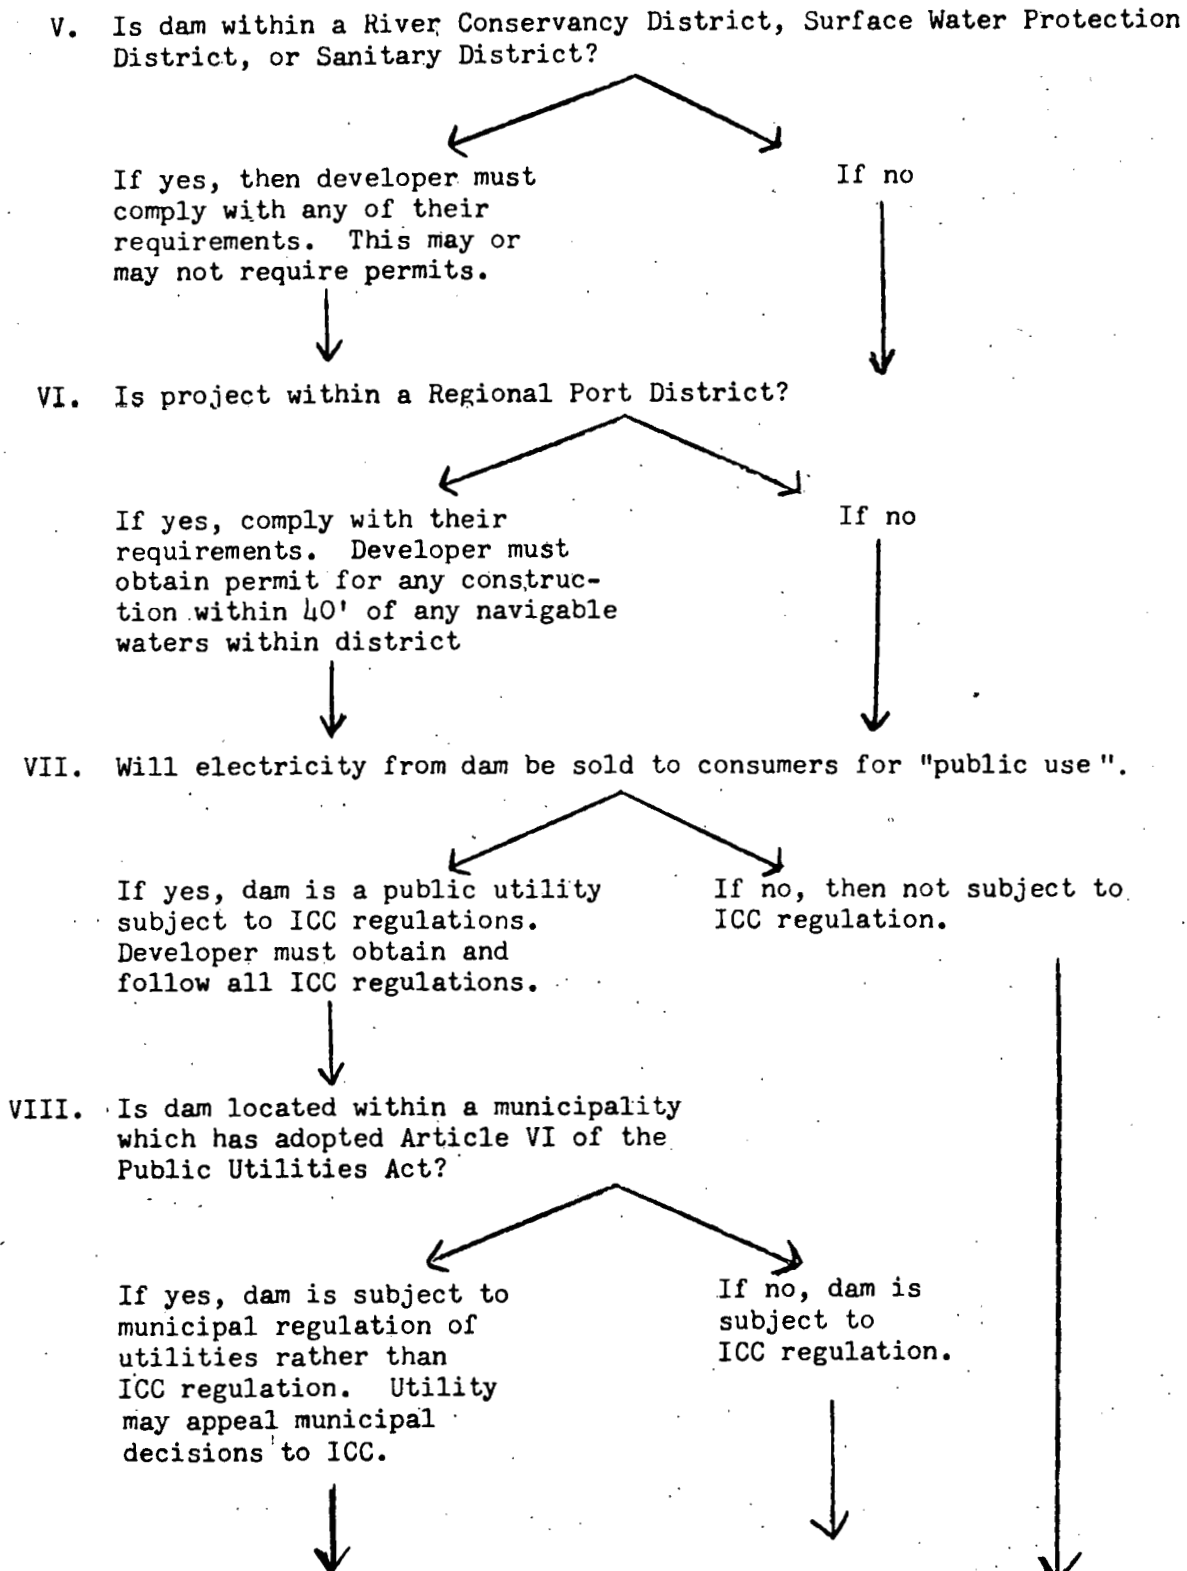 V. Is dam within a River Conservancy District, Surface Water Protection
District, or Sanitary District?
If yes, then developer must
comply with any of their
requirements. This may or
may not require permits.
If no
VI. Is project within a Regional Port District?
If yes, comply with their
requirements. Developer must
obtain permit for any construc-
tion within 40' of any navigable
waters within district
If no
VII. Will electricity from dam be sold to consumers for "public use".
If yes, dam is a public utility
subject to ICC regulations.
Developer must obtain and
follow all ICC regulations.
If no, then not subject to
ICC regulation.
VIII. Is dam located within a municipality
which has adopted Article VI of the
Public Utilities Act?
If yes, dam is subject to
municipal regulation of
utilities rather than
ICC regulation. Utility
may appeal municipal
decisions to ICC.
If no, dam is
subject to
ICC regulation.